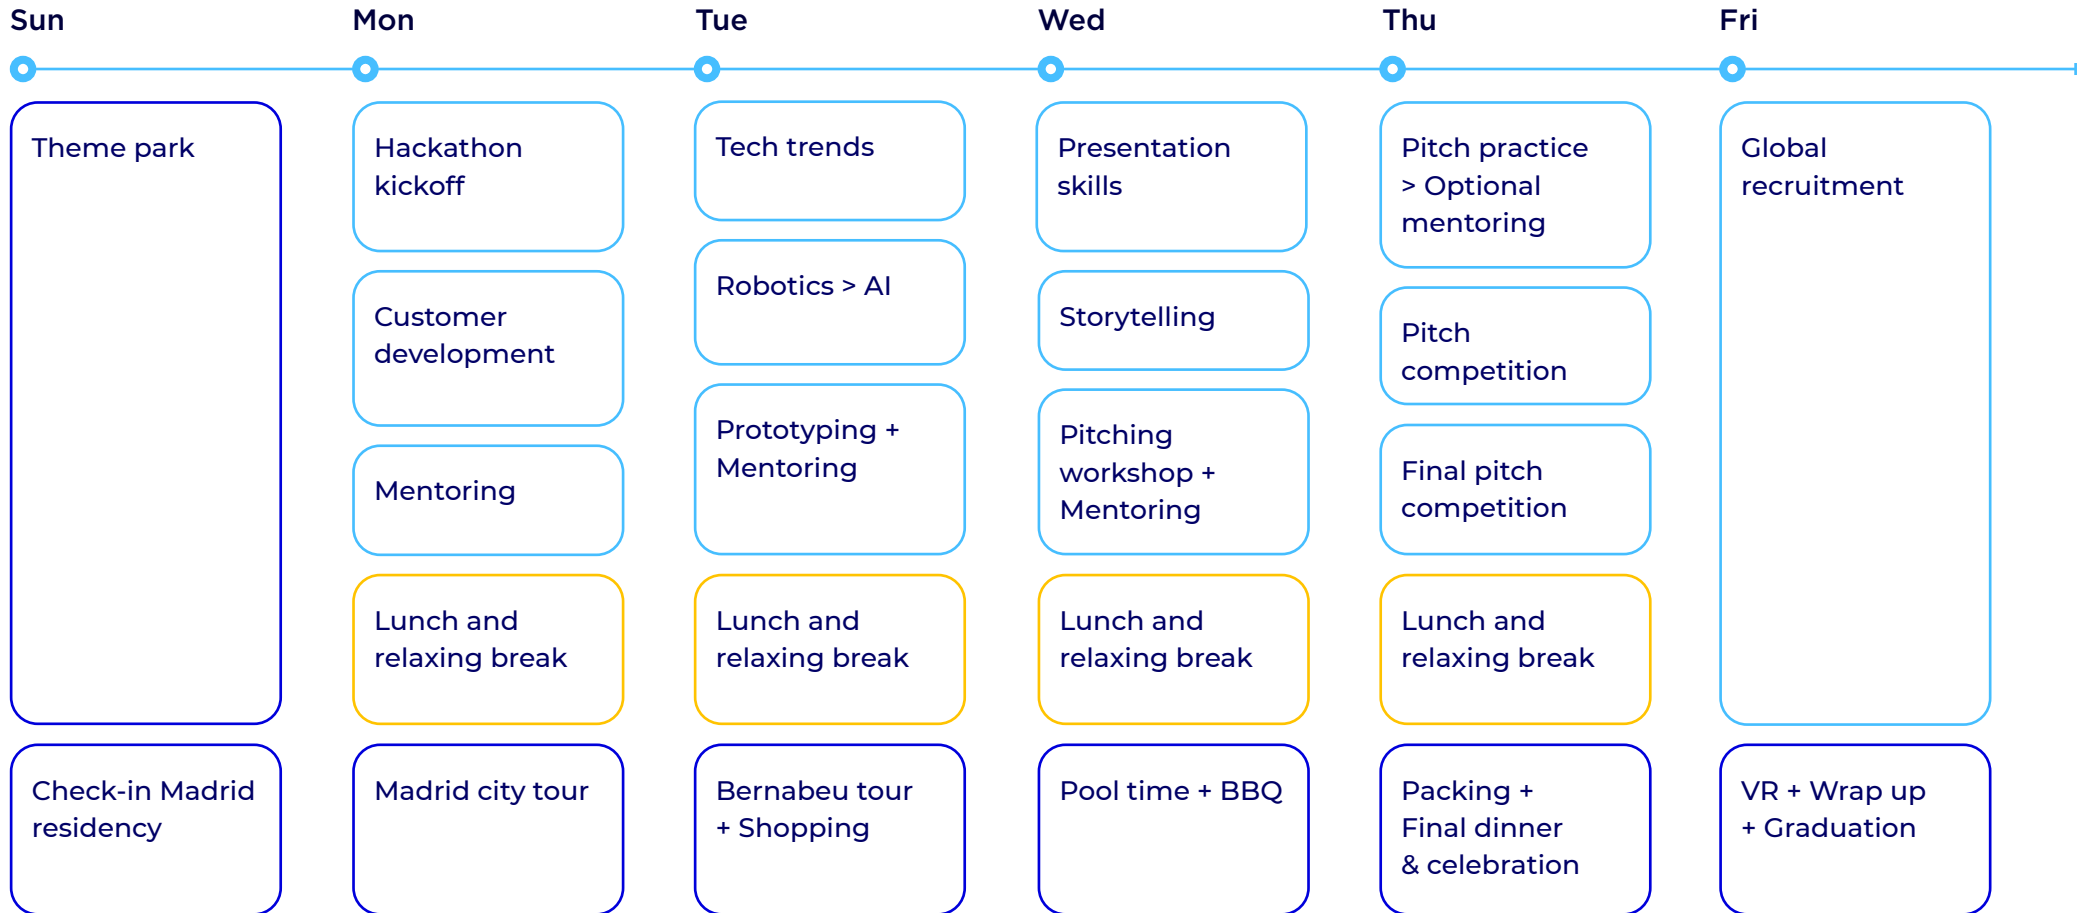 Sun
Mon
Tue
Wed
Thu
Fri
Theme park
Check-in Madrid
residency
Hackathon
kickoff
Customer
development
Mentoring
Lunch and
relaxing break
Madrid city tour
Tech trends
Robotics > AI
Prototyping +
Mentoring
Lunch and
relaxing break
Bernabeu tour
+ Shopping
Presentation
skills
Storytelling
Pitching
workshop +
Mentoring
Lunch and
relaxing break
Pool time + BBQ
Pitch practice
> Optional
mentoring
Pitch
competition
Final pitch
competition
Lunch and
relaxing break
Packing +
Final dinner
& celebration
Global
recruitment
VR + Wrap up
+ Graduation